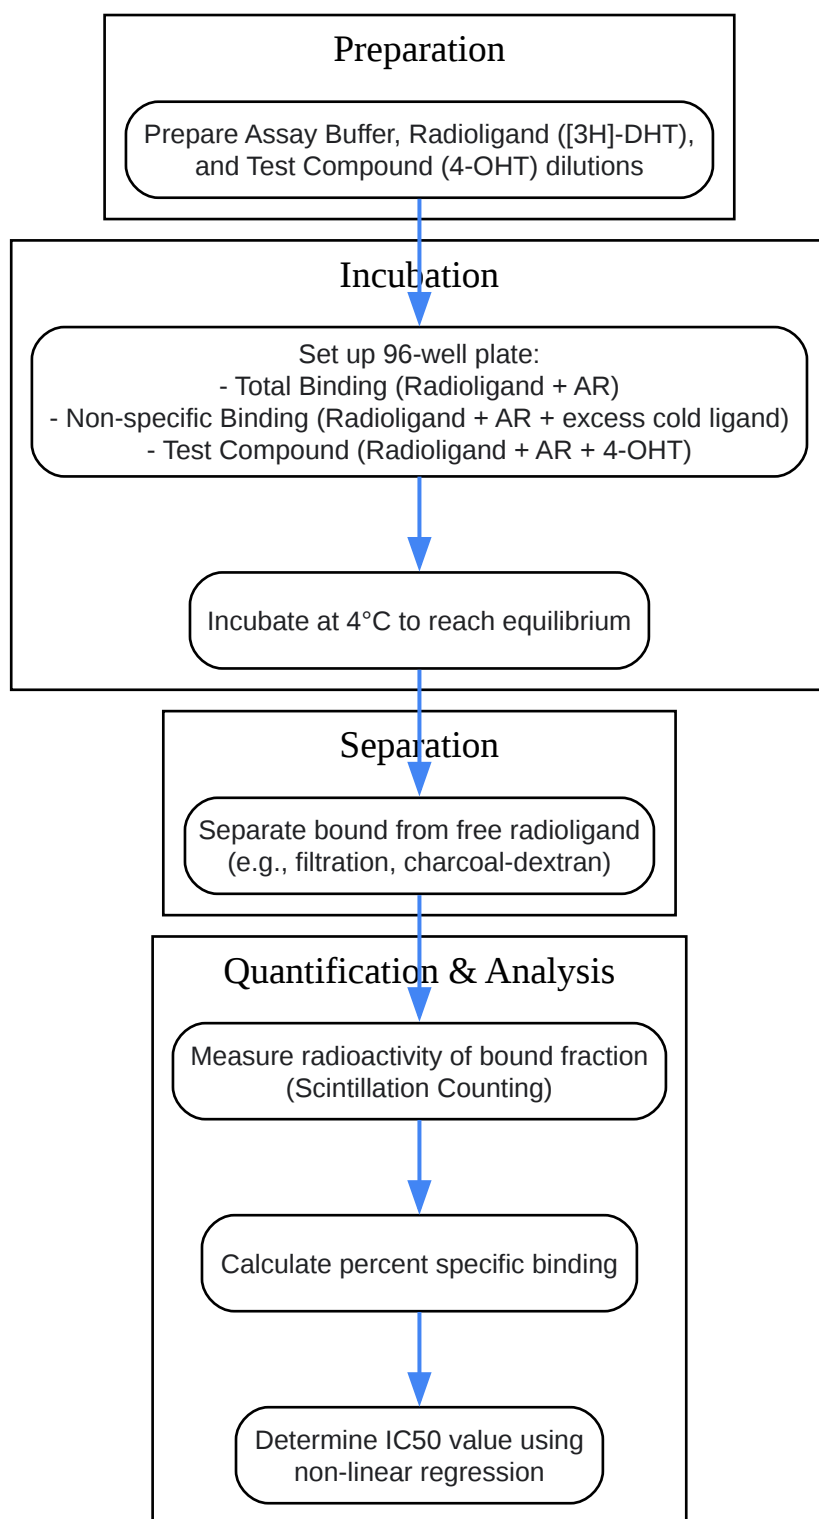 Preparation
Prepare Assay Buffer, Radioligand ([3H]-DHT),
and Test Compound (4-OHT) dilutions
Incubation
Set up 96-well plate:
- Total Binding (Radioligand + AR)
- Non-specific Binding (Radioligand + AR + excess cold ligand)
- Test Compound (Radioligand + AR + 4-OHT)
Incubate at 4°C to reach equilibrium
Separation
Separate bound from free radioligand
(e.g., filtration, charcoal-dextran)
Quantification & Analysis
Measure radioactivity of bound fraction
(Scintillation Counting)
Calculate percent specific binding
Determine IC50 value using
non-linear regression